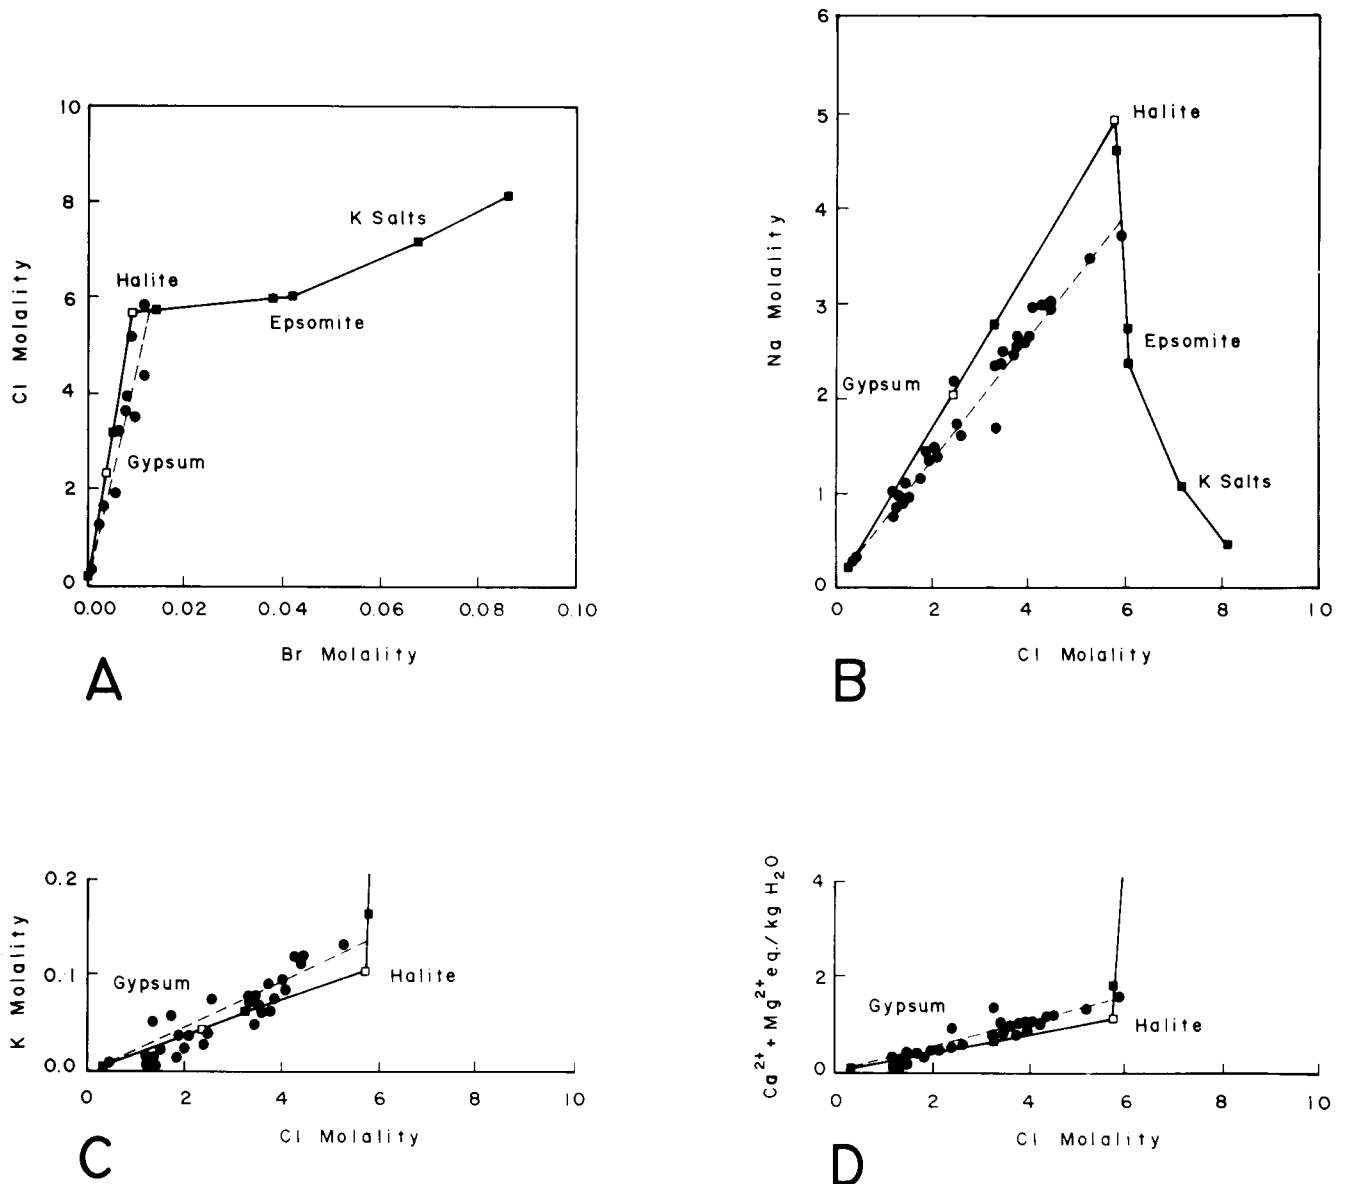 10
8
6
4
2
0
Cl Molality
K Salts
Halite
Epsomite
Gypsum
0.00 0.02 0.04 0.06 0.08 0.10
Br Molality
A
6
5
4
3
2
1
0
Na Molality
Halite
Gypsum
Epsomite
K Salts
0 2 4 6 8 10
Cl Molality
B
0.2
0.1
0.0
K Molality
Gypsum
Halite
0 2 4 6 8 10
Cl Molality
C
4
2
0
Ca²⁺ + Mg²⁺ eq./kg H₂O
Gypsum
Halite
0 2 4 6 8 10
Cl Molality
D